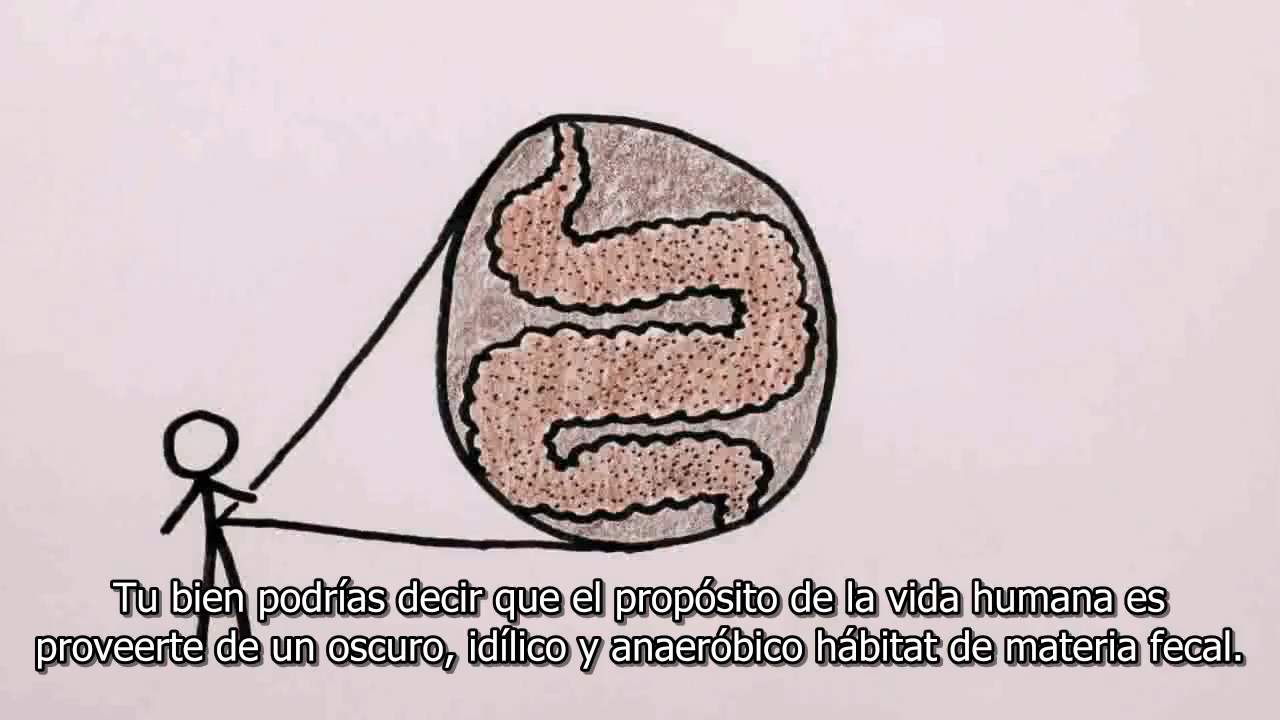 Tu bien podrías decir que el propósito de la vida humana es
proveerte de un oscuro, idílico y anaeróbico hábitat de materia fecal.